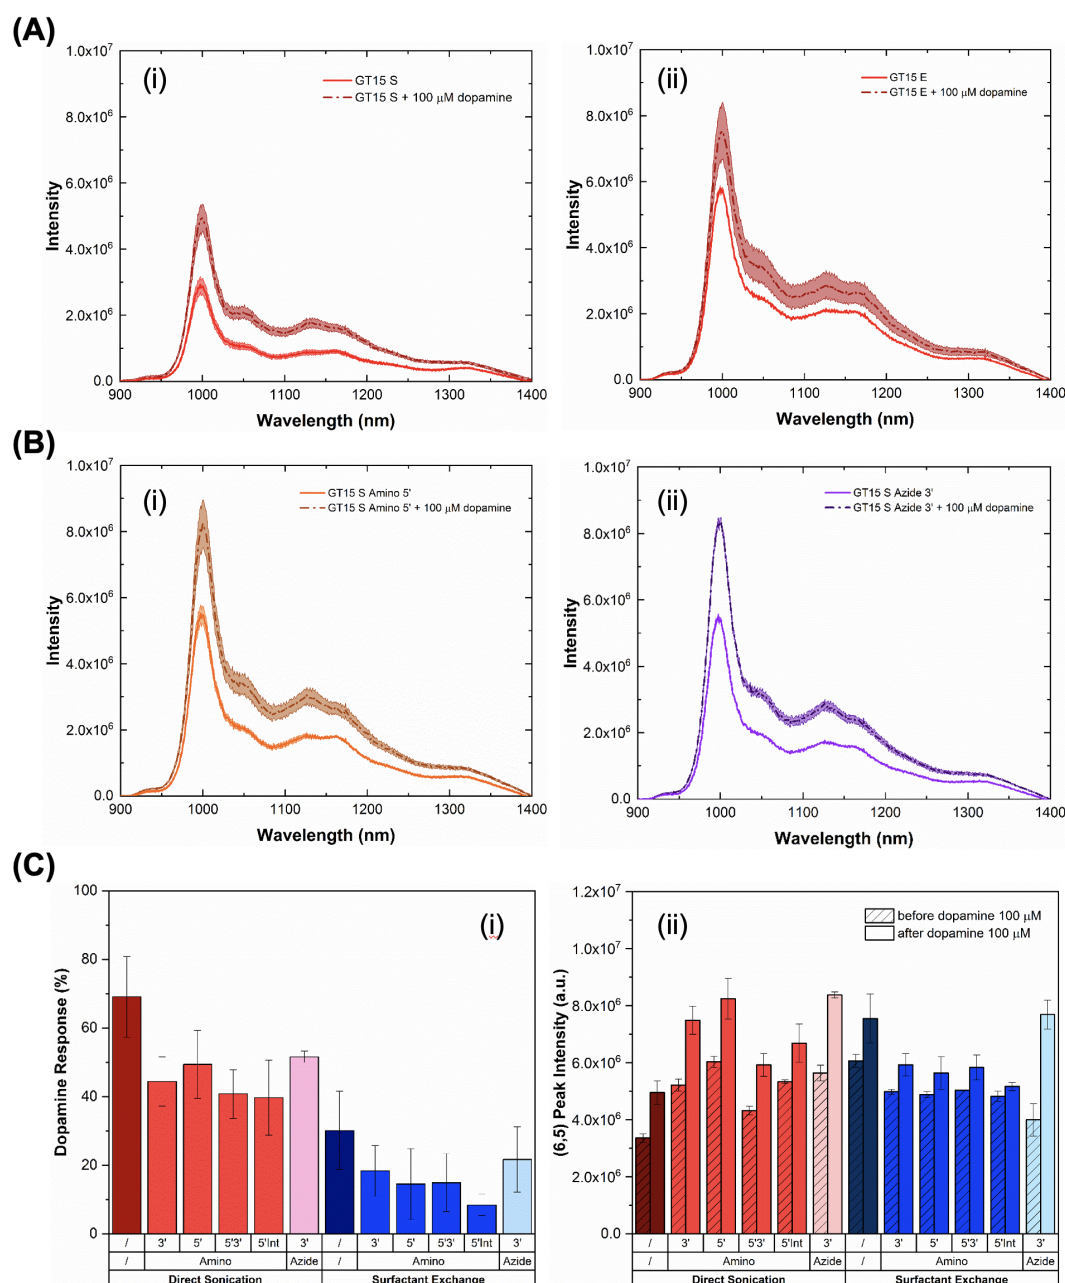 (A)
(i)
GT15 S
GT15 S + 100 μM dopamine
1.0x10⁷
8.0x10⁶
6.0x10⁶
4.0x10⁶
2.0x10⁶
0.0
Intensity
900 1000 1100 1200 1300 1400
Wavelength (nm)
(ii)
GT15 E
GT15 E + 100 μM dopamine
1.0x10⁷
8.0x10⁶
6.0x10⁶
4.0x10⁶
2.0x10⁶
0.0
Intensity
900 1000 1100 1200 1300 1400
Wavelength (nm)
(B)
(i)
GT15 S Amino 5'
GT15 S Amino 5' + 100 μM dopamine
1.0x10⁷
8.0x10⁶
6.0x10⁶
4.0x10⁶
2.0x10⁶
0.0
Intensity
900 1000 1100 1200 1300 1400
Wavelength (nm)
(ii)
GT15 S Azide 3'
GT15 S Azide 3' + 100 μM dopamine
1.0x10⁷
8.0x10⁶
6.0x10⁶
4.0x10⁶
2.0x10⁶
0.0
Intensity
900 1000 1100 1200 1300 1400
Wavelength (nm)
(C)
(i)
100
80
60
40
20
0
Dopamine Response (%)
/ 3' 5' 5'3' 5'Int 3' / 3' 5' 5'3' 5'Int 3'
/ Amino Azide / Amino Azide
Direct Sonication Surfactant Exchange
(ii)
before dopamine 100 μM
after dopamine 100 μM
1.2x10⁷
1.0x10⁷
8.0x10⁶
6.0x10⁶
4.0x10⁶
2.0x10⁶
0.0
(6,5) Peak Intensity (a.u.)
/ 3' 5' 5'3' 5'Int 3' / 3' 5' 5'3' 5'Int 3'
/ Amino Azide / Amino Azide
Direct Sonication Surfactant Exchange